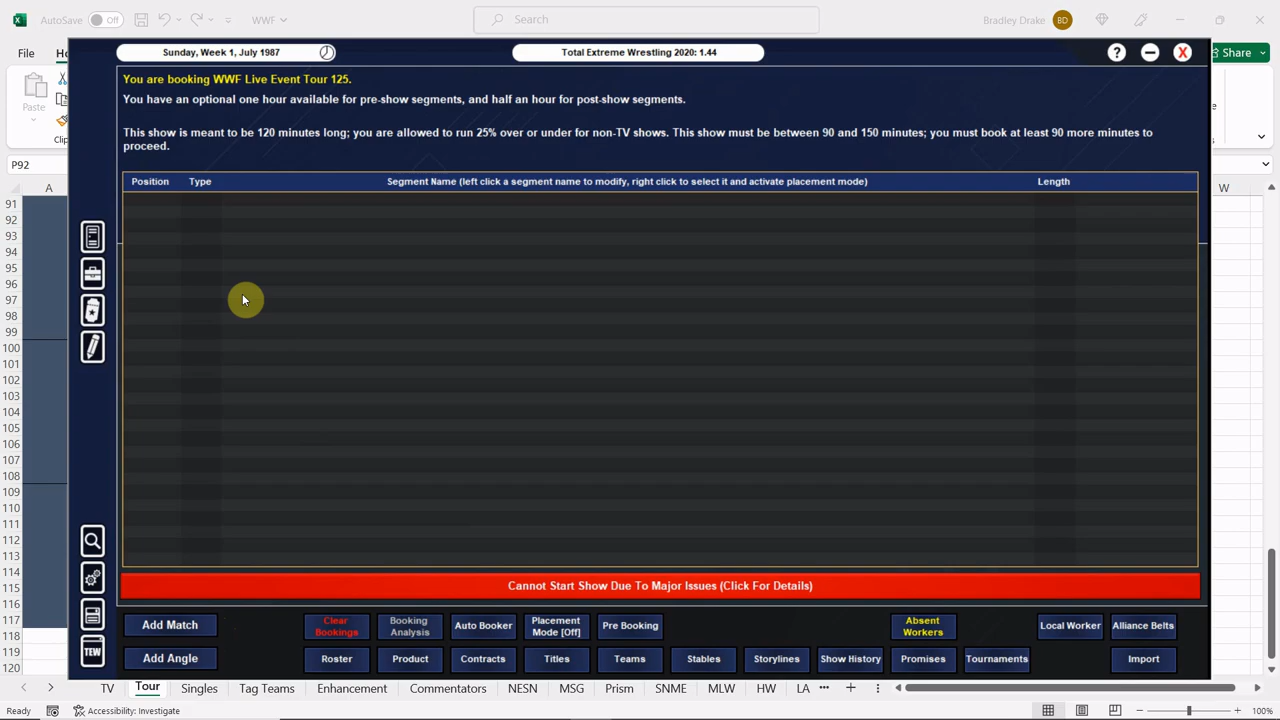 AutoSave
Off
WWF
Search
Bradley Drake
BD
File
Ho
Share
Paste
Clip
P92
A
W
91
92
93
94
95
96
97
98
99
100
101
102
103
104
105
106
107
108
109
110
111
112
113
114
115
116
117
118
119
120
Sunday, Week 1, July 1987
Total Extreme Wrestling 2020: 1.44
?
X
You are booking WWF Live Event Tour 125.
You have an optional one hour available for pre-show segments, and half an hour for post-show segments.
This show is meant to be 120 minutes long; you are allowed to run 25% over or under for non-TV shows. This show must be between 90 and 150 minutes; you must book at least 90 more minutes to
proceed.
Position
Type
Segment Name (left click a segment name to modify, right click to select it and activate placement mode)
Length
Cannot Start Show Due To Major Issues (Click For Details)
Add Match
Clear
Bookings
Booking
Analysis
Auto Booker
Placement
Mode [Off]
Pre Booking
Absent
Workers
Local Worker
Alliance Belts
TEW
Add Angle
Roster
Product
Contracts
Titles
Teams
Stables
Storylines
Show History
Promises
Tournaments
Import
TV
Tour
Singles
Tag Teams
Enhancement
Commentators
NESN
MSG
Prism
SNME
MLW
HW
LA
Ready
Accessibility: Investigate
100%